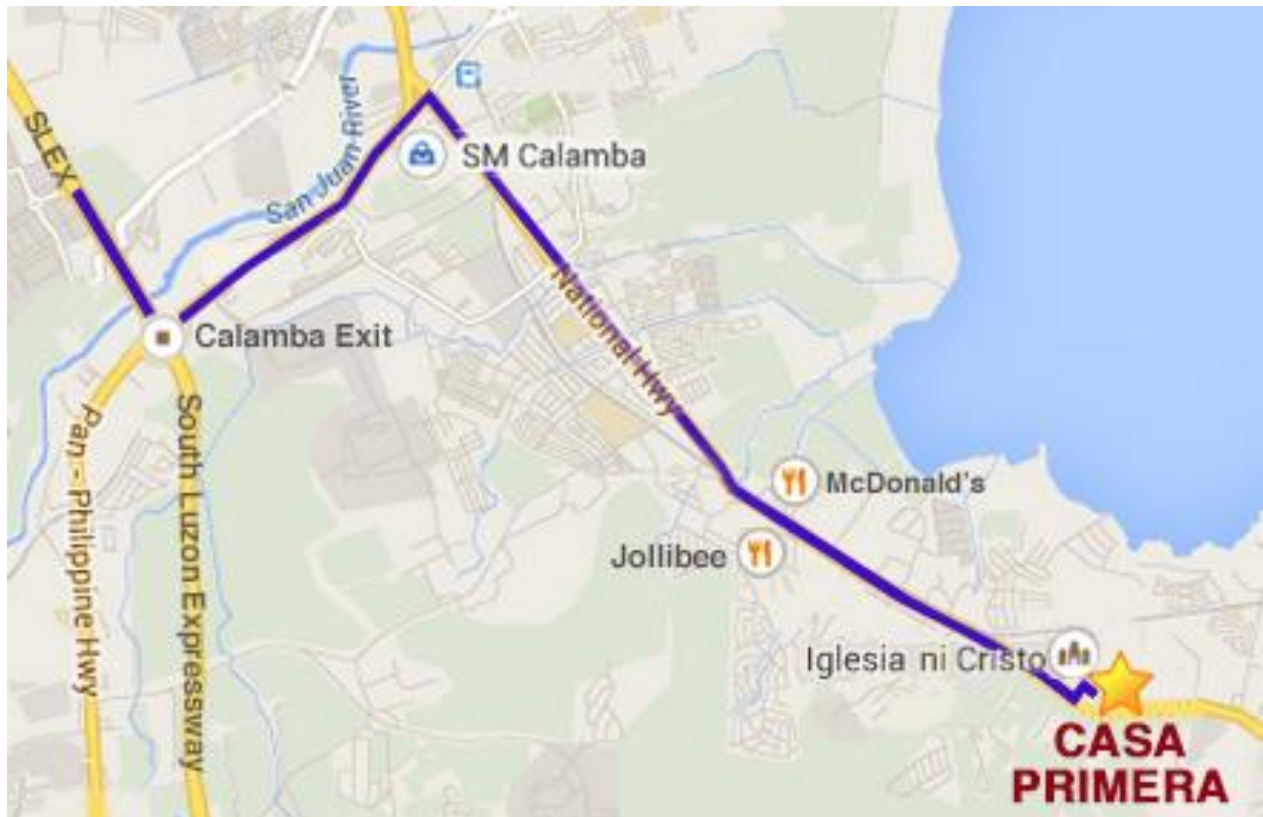 SLEX
San Juan River
SM Calamba
Calamba Exit
National Hwy
Pan - Philippine Hwy
South Luzon Expressway
McDonald's
Jollibee
Iglesia ni Cristo
CASA
PRIMERA